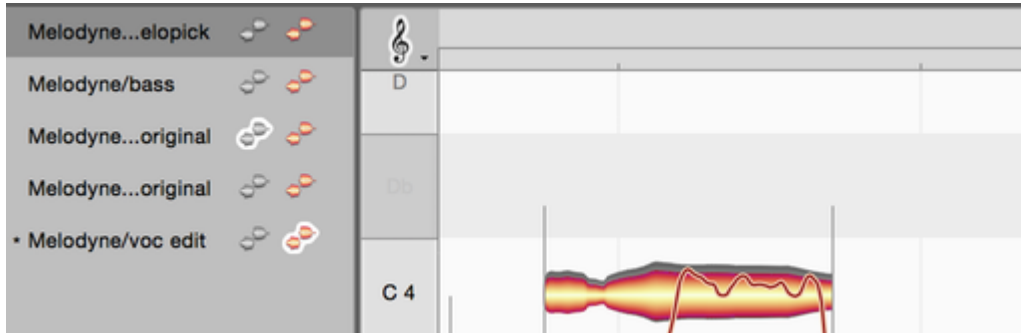 Melodyne...elopick
Melodyne/bass
Melodyne...original
Melodyne...original
* Melodyne/voc edit
D
Db
C 4